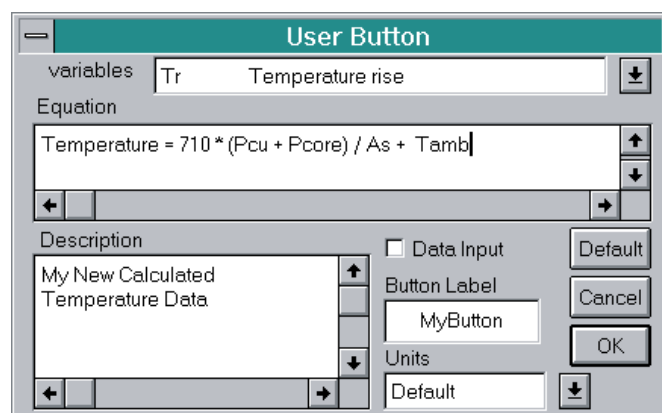 User Button
variables Tr Temperature rise
Equation
Temperature = 710 * (Pcu + Pcore) / As + Tamb
Description
My New Calculated
Temperature Data
Data Input
Button Label
MyButton
Units
Default
Default
Cancel
OK